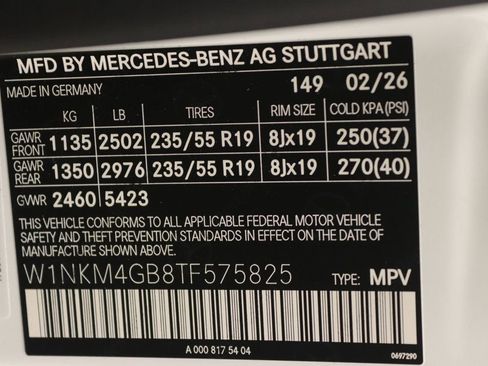 MFD BY MERCEDES-BENZ AG STUTTGART
MADE IN GERMANY 149 02/26
KG LB TIRES RIM SIZE COLD KPA(PSI)
GAWR FRONT 1135 2502 235/55 R19 8Jx19 250(37)
GAWR REAR 1350 2976 235/55 R19 8Jx19 270(40)
GVWR 2460 5423
THIS VEHICLE CONFORMS TO ALL APPLICABLE FEDERAL MOTOR VEHICLE
SAFETY AND THEFT PREVENTION STANDARDS IN EFFECT ON THE DATE OF
MANUFACTURE SHOWN ABOVE.
W1NKM4GB8TF575825 TYPE: MPV
A 000 817 54 04
0697290